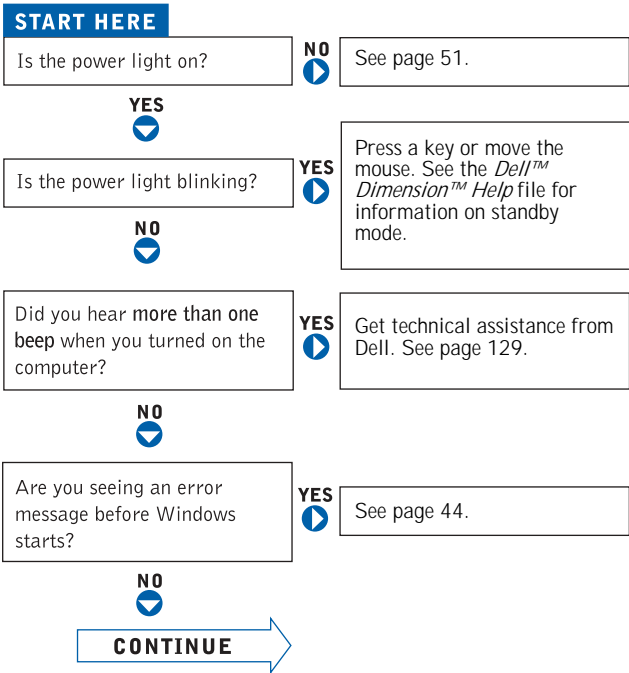 START HERE
Is the power light on?
NO
See page 51.
YES
Is the power light blinking?
YES
Press a key or move the
mouse. See the Dell™
Dimension™ Help file for
information on standby
mode.
NO
Did you hear more than one
beep when you turned on the
computer?
YES
Get technical assistance from
Dell. See page 129.
NO
Are you seeing an error
message before Windows
starts?
YES
See page 44.
NO
CONTINUE